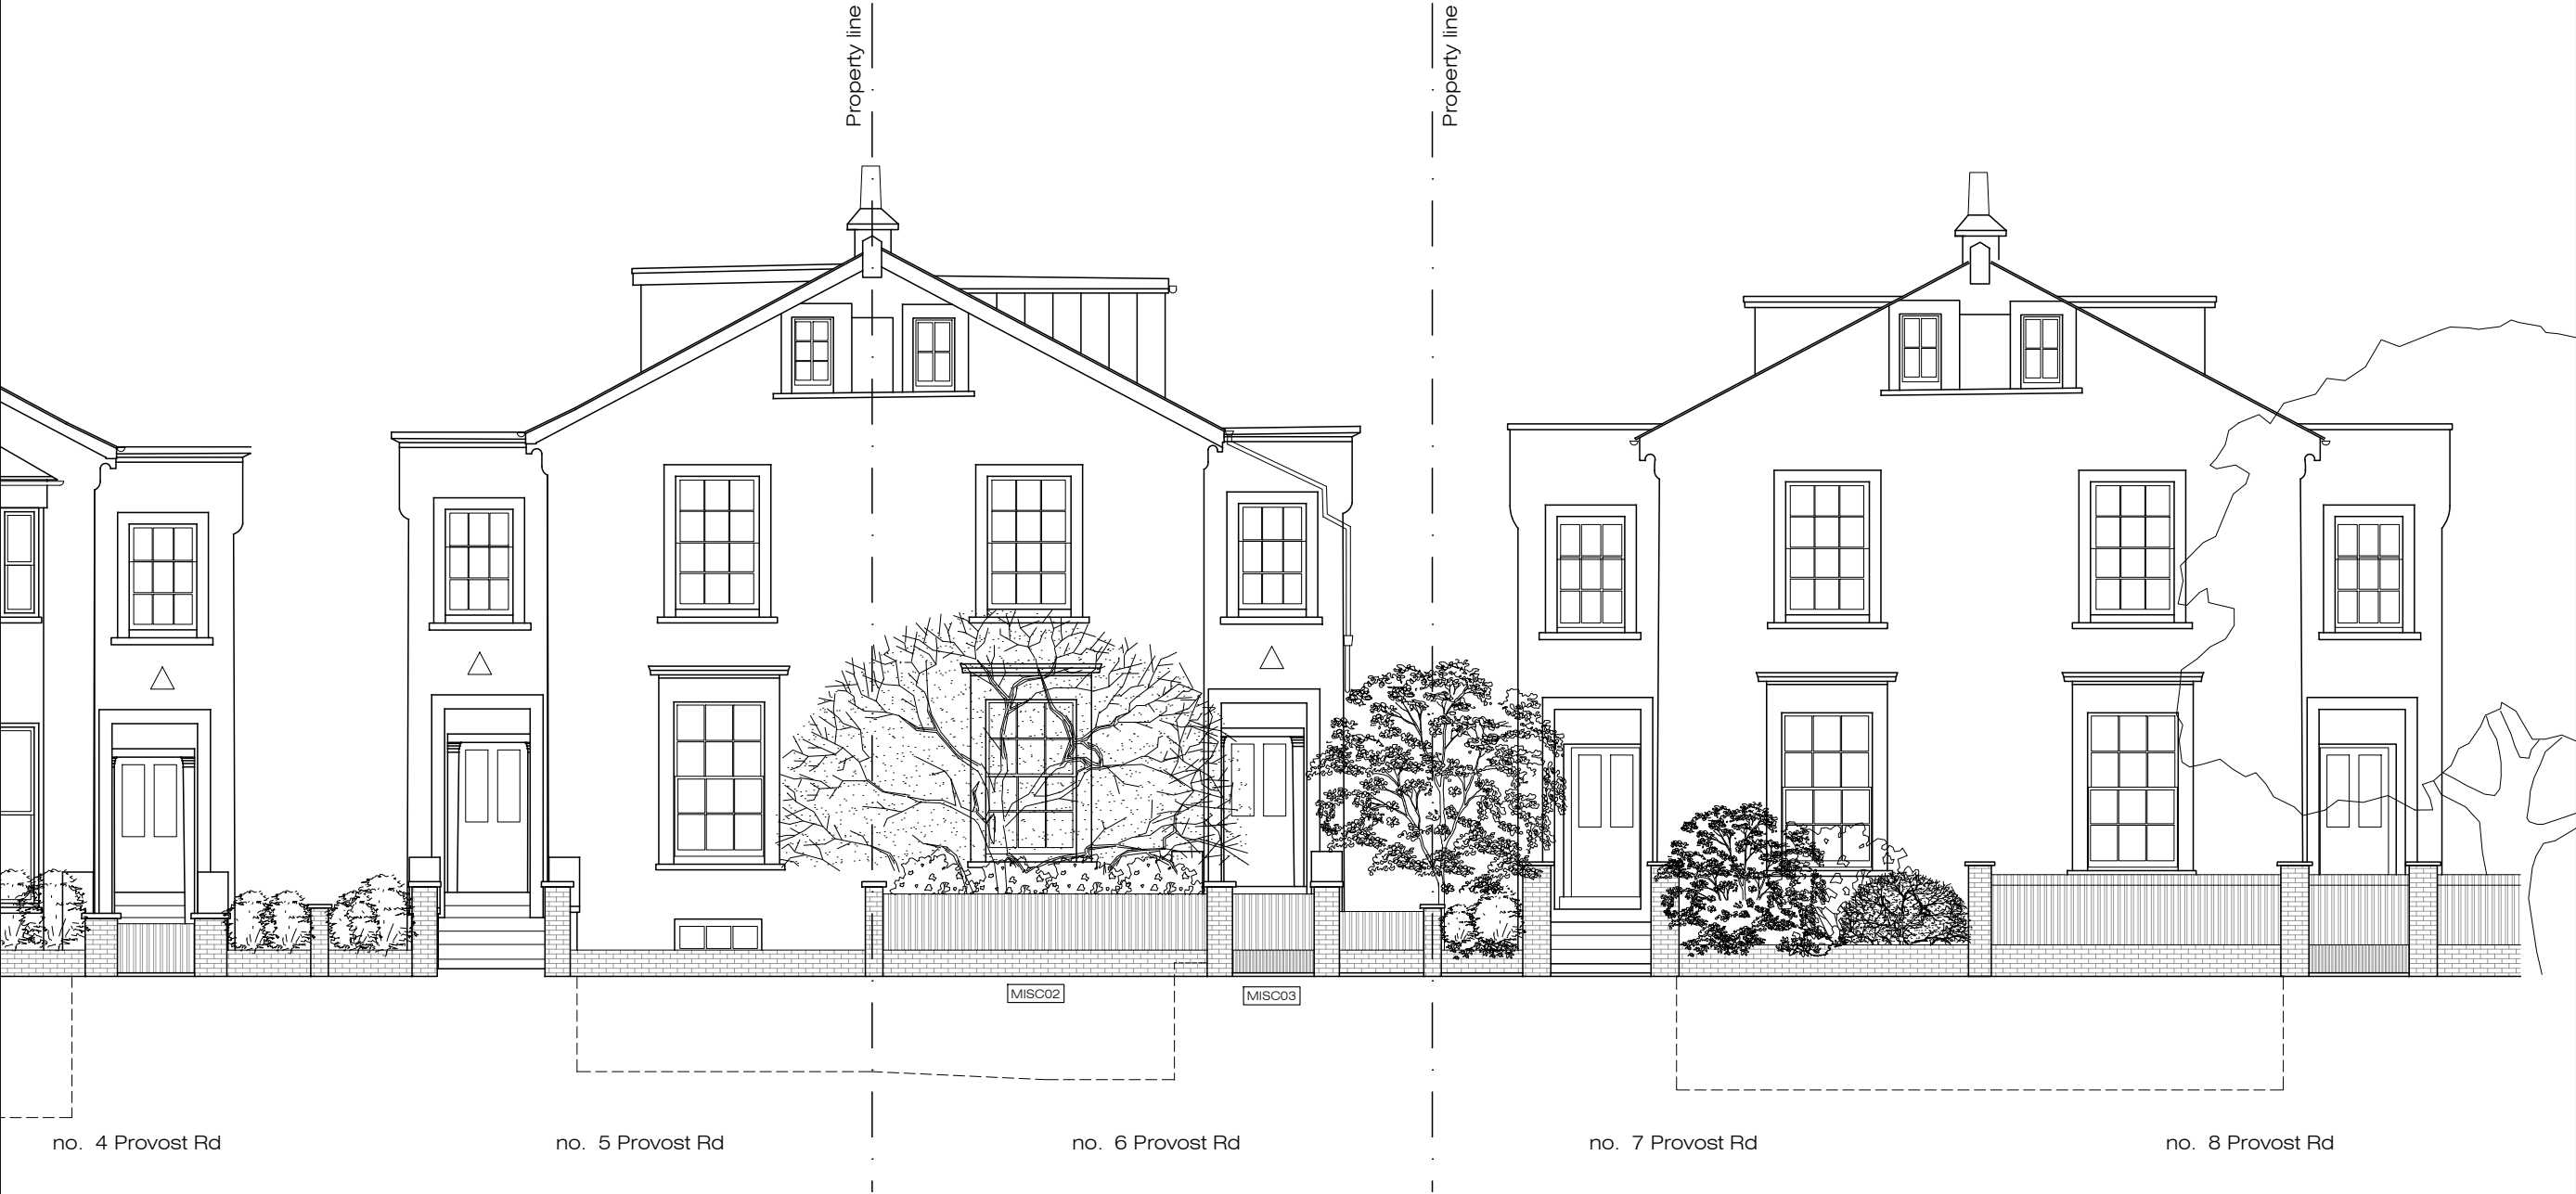 Property line
Property line
MISC02
MISC03
no. 4 Provost Rd
no. 5 Provost Rd
no. 6 Provost Rd
no. 7 Provost Rd
no. 8 Provost Rd